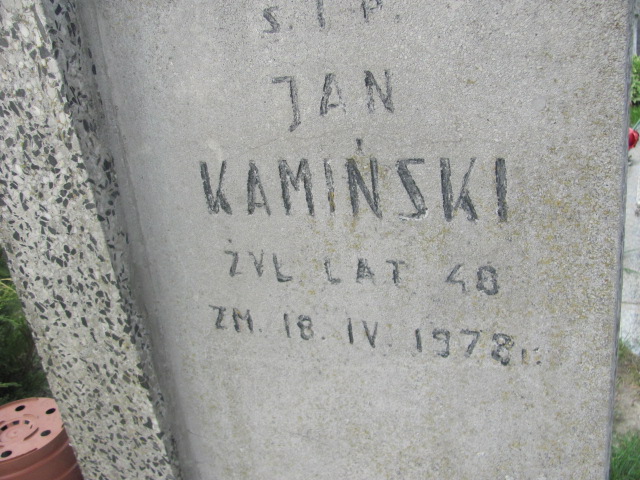 Ś. I P.
JAN
KAMIŃSKI
ŻYŁ LAT 40
ZM. 18. IV. 1978 r.